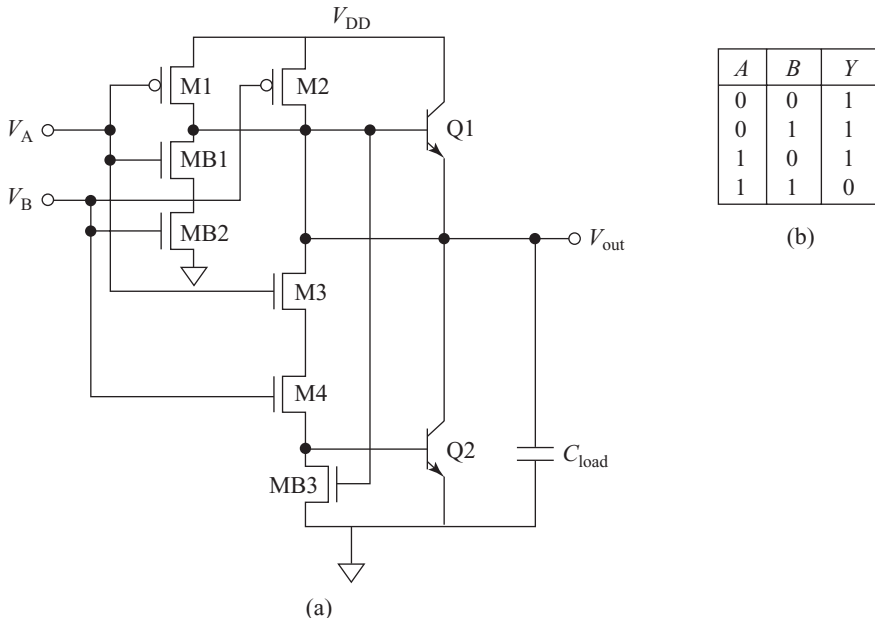 V_DD
M1
M2
V_A
Q1
MB1
V_B
MB2
V_out
M3
M4
Q2
C_load
MB3
(a)
A B Y
0 0 1
0 1 1
1 0 1
1 1 0
(b)